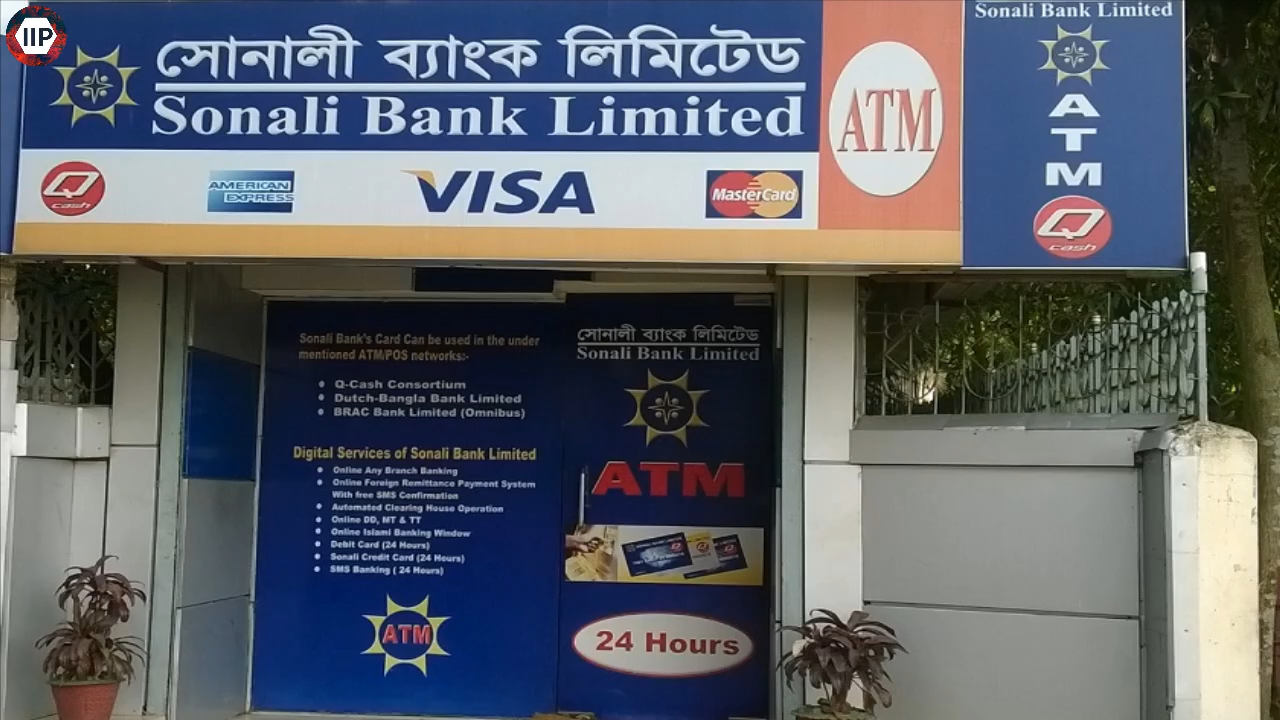 IIP
সোনালী ব্যাংক লিমিটেড
Sonali Bank Limited
Q
cash
AMERICAN
EXPRESS
VISA
MasterCard
ATM
Sonali Bank Limited
A
T
M
Q
cash
Sonali Bank's Card Can be used in the under
mentioned ATM/POS networks:-
Q-Cash Consortium
Dutch-Bangla Bank Limited
BRAC Bank Limited (Omnibus)
Digital Services of Sonali Bank Limited
Online Any Branch Banking
Online Foreign Remittance Payment System
With free SMS Confirmation
Automated Clearing House Operation
Online DD, MT & TT
Online Islami Banking Window
Debit Card (24 Hours)
Sonali Credit Card (24 Hours)
SMS Banking ( 24 Hours)
ATM
সোনালী ব্যাংক লিমিটেড
Sonali Bank Limited
ATM
24 Hours